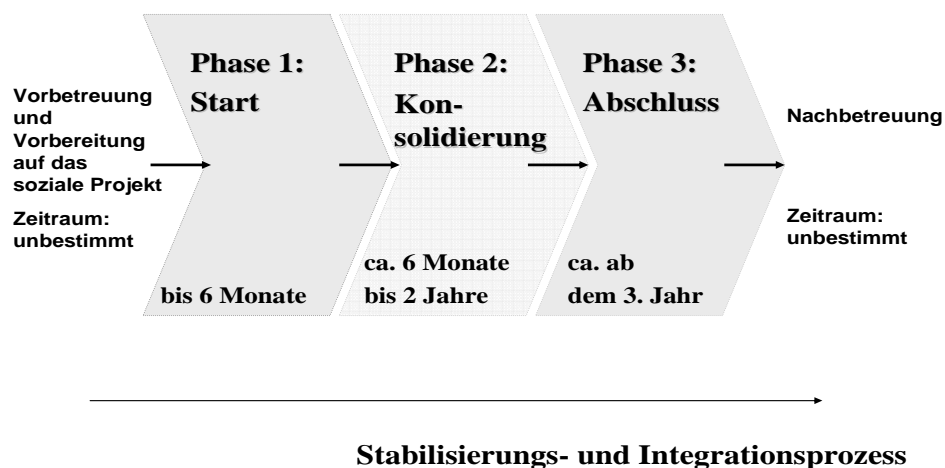 Vorbetreuung
und
Vorbereitung
auf das
soziale Projekt
Zeitraum:
unbestimmt
Phase 1:
Start
bis 6 Monate
Phase 2:
Kon-
solidierung
ca. 6 Monate
bis 2 Jahre
Phase 3:
Abschluss
ca. ab
dem 3. Jahr
Nachbetreuung
Zeitraum:
unbestimmt
Stabilisierungs- und Integrationsprozess